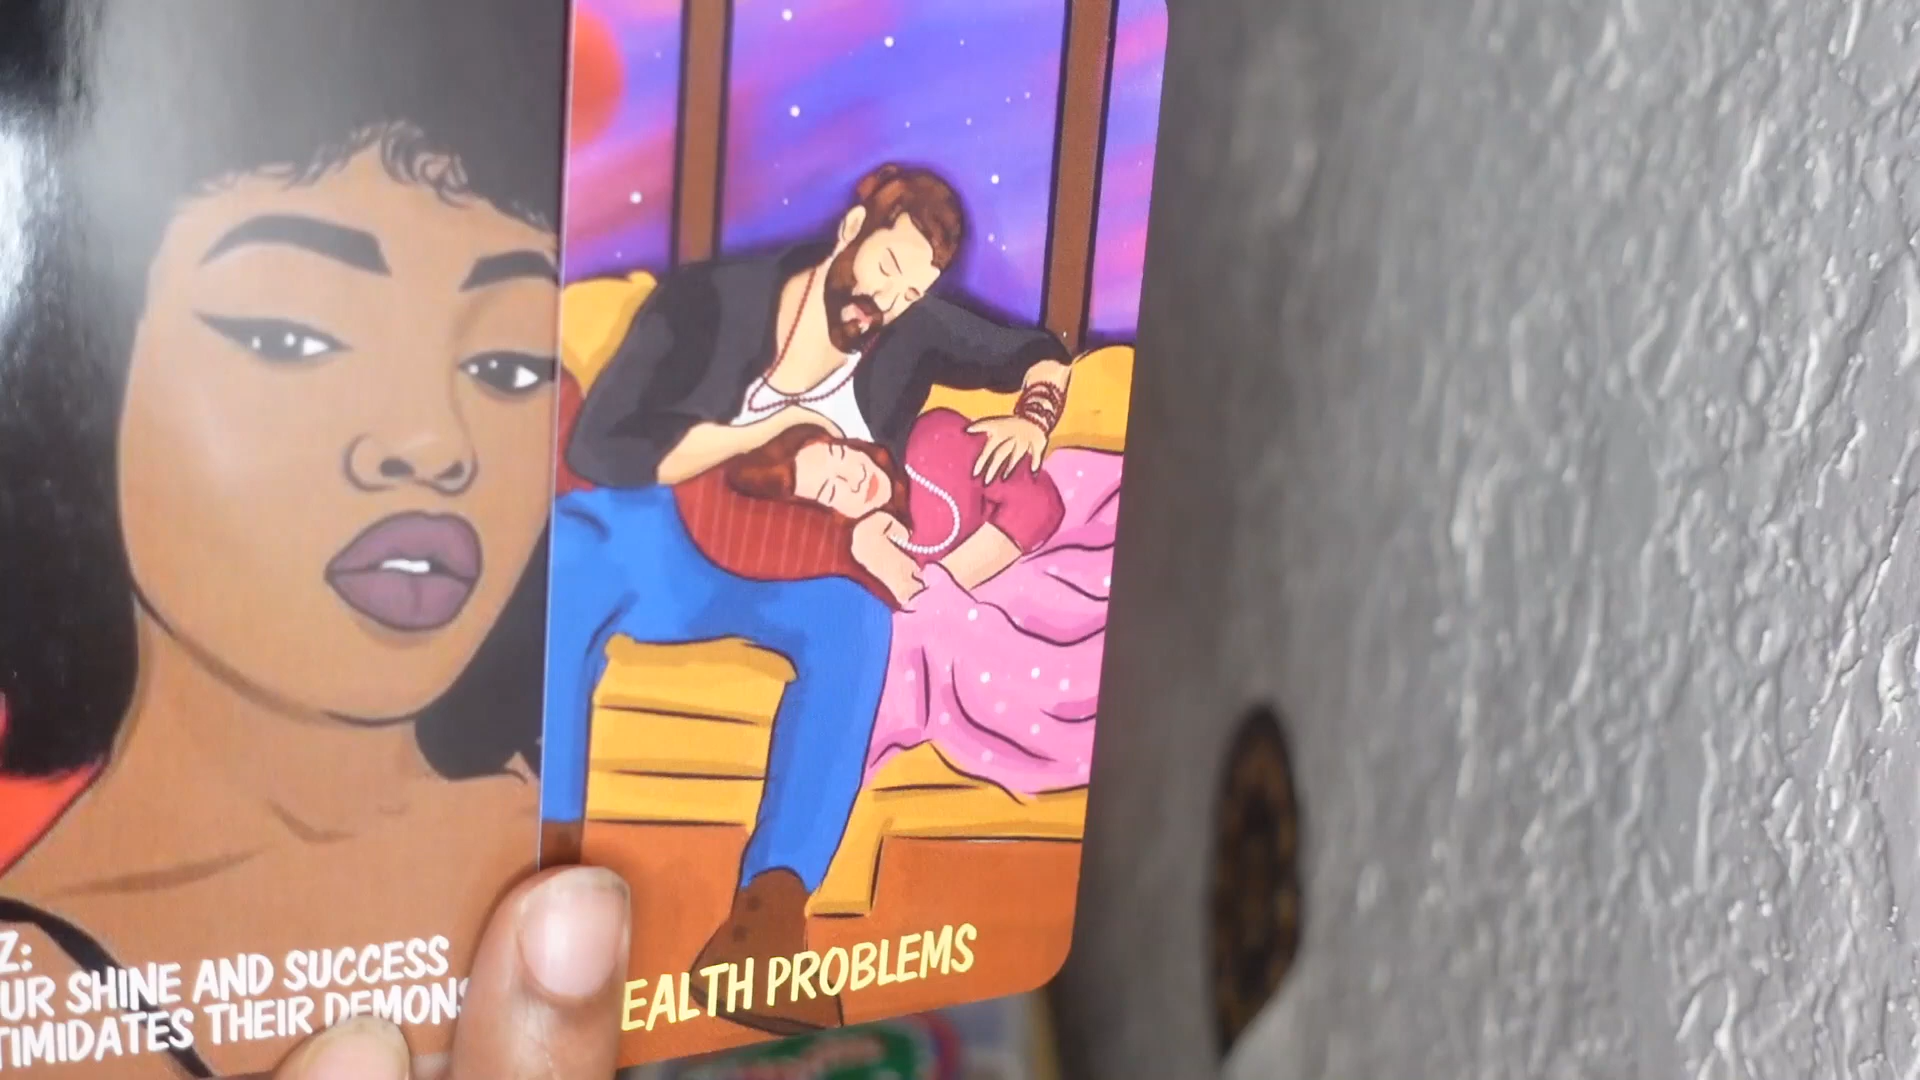 Z:
UR SHINE AND SUCCESS
TIMIDATES THEIR DEMONS
EALTH PROBLEMS